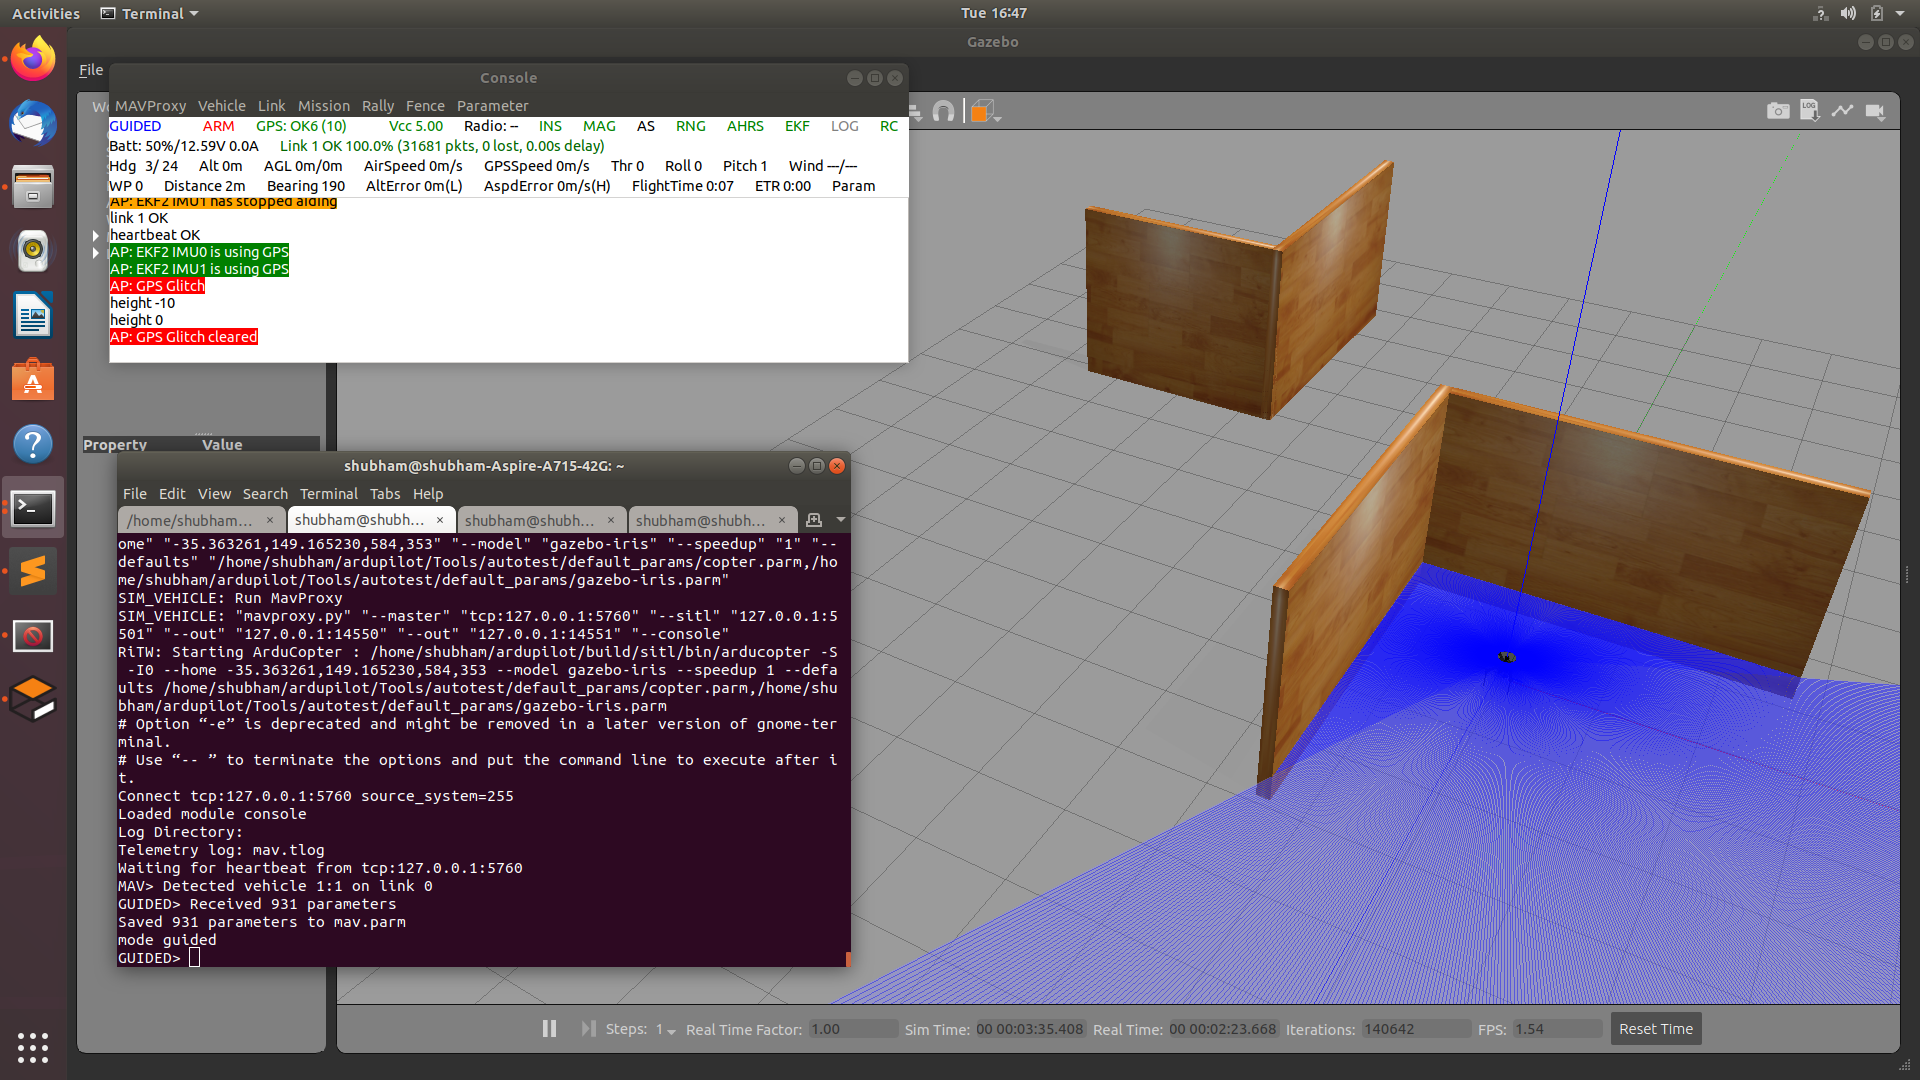 Activities
Terminal
Tue 16:47
Gazebo
File
Console
MAVProxy Vehicle Link Mission Rally Fence Parameter
GUIDED ARM GPS: OK6 (10) Vcc 5.00 Radio: -- INS MAG AS RNG AHRS EKF LOG RC
Batt: 50%/12.59V 0.0A Link 1 OK 100.0% (31681 pkts, 0 lost, 0.00s delay)
Hdg 3/ 24 Alt 0m AGL 0m/0m AirSpeed 0m/s GPSSpeed 0m/s Thr 0 Roll 0 Pitch 1 Wind ---/---
WP 0 Distance 2m Bearing 190 AltError 0m(L) AspdError 0m/s(H) FlightTime 0:07 ETR 0:00 Param
AP: EKF2 IMU1 has stopped aiding
link 1 OK
heartbeat OK
AP: EKF2 IMU0 is using GPS
AP: EKF2 IMU1 is using GPS
AP: GPS Glitch
height -10
height 0
AP: GPS Glitch cleared
LOG
Property Value
shubham@shubham-Aspire-A715-42G: ~
File Edit View Search Terminal Tabs Help
/home/shubham... × shubham@shubh... × shubham@shubh... × shubham@shubh... ×
ome" "-35.363261,149.165230,584,353" "--model" "gazebo-iris" "--speedup" "1" "--
defaults" "/home/shubham/ardupilot/Tools/autotest/default_params/copter.parm,/ho
me/shubham/ardupilot/Tools/autotest/default_params/gazebo-iris.parm"
SIM_VEHICLE: Run MavProxy
SIM_VEHICLE: "mavproxy.py" "--master" "tcp:127.0.0.1:5760" "--sitl" "127.0.0.1:5
501" "--out" "127.0.0.1:14550" "--out" "127.0.0.1:14551" "--console"
RiTW: Starting ArduCopter : /home/shubham/ardupilot/build/sitl/bin/arducopter -S
-I0 --home -35.363261,149.165230,584,353 --model gazebo-iris --speedup 1 --defa
ults /home/shubham/ardupilot/Tools/autotest/default_params/copter.parm,/home/shu
bham/ardupilot/Tools/autotest/default_params/gazebo-iris.parm
# Option “-e” is deprecated and might be removed in a later version of gnome-ter
minal.
# Use “-- ” to terminate the options and put the command line to execute after i
t.
Connect tcp:127.0.0.1:5760 source_system=255
Loaded module console
Log Directory:
Telemetry log: mav.tlog
Waiting for heartbeat from tcp:127.0.0.1:5760
MAV> Detected vehicle 1:1 on link 0
GUIDED> Received 931 parameters
Saved 931 parameters to mav.parm
mode guided
GUIDED>
Steps: 1 Real Time Factor: 1.00 Sim Time: 00 00:03:35.408 Real Time: 00 00:02:23.668 Iterations: 140642 FPS: 1.54 Reset Time